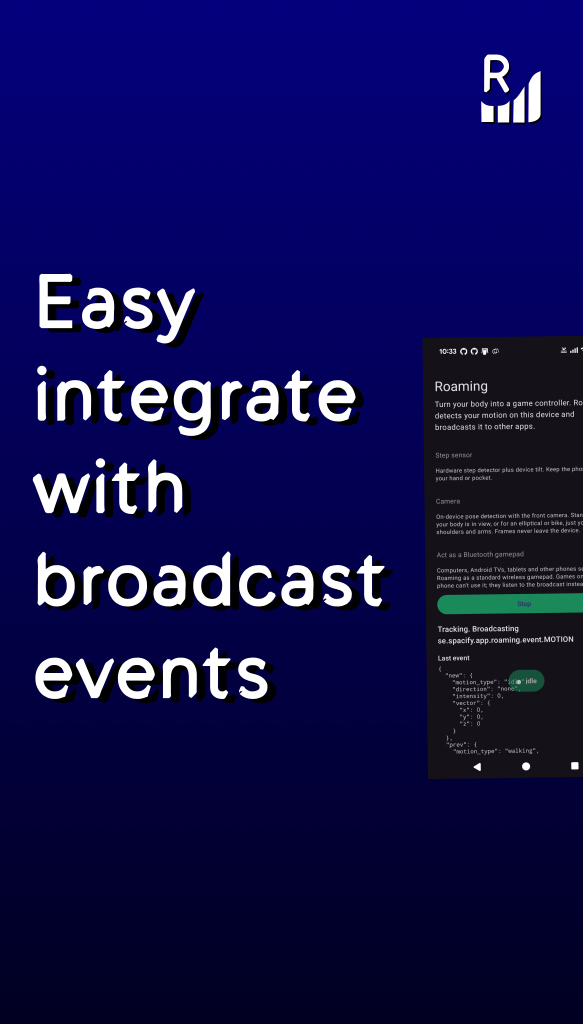 R
Easy
integrate
with
broadcast
events
10:33
Roaming
Turn your body into a game controller. Ro
detects your motion on this device and
broadcasts it to other apps.
Step sensor
Hardware step detector plus device tilt. Keep the pho
your hand or pocket.
Camera
On-device pose detection with the front camera. Stan
your body is in view, or for an elliptical or bike, just yo
shoulders and arms. Frames never leave the device.
Act as a Bluetooth gamepad
Computers, Android TVs, tablets and other phones se
Roaming as a standard wireless gamepad. Games on
phone can't use it; they listen to the broadcast instea
Stop
Tracking. Broadcasting
se.spacify.app.roaming.event.MOTION
Last event
{
"new": {
"motion_type": "idle",
idle
"direction": "none",
"intensity": 0,
"vector": {
"x": 0,
"y": 0,
"z": 0
}
},
"prev": {
"motion_type": "walking",